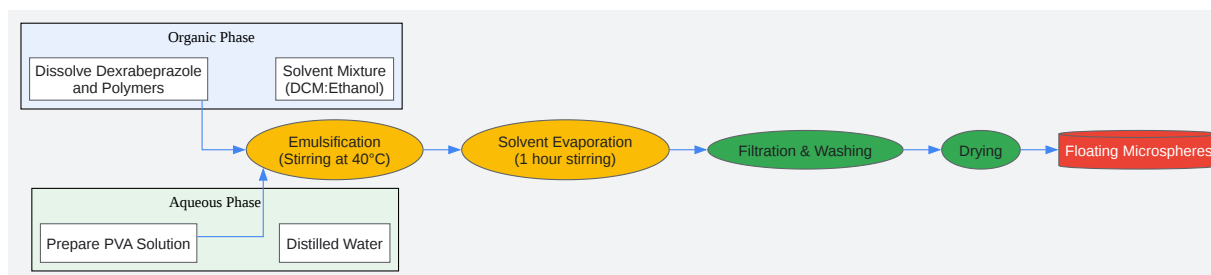 Organic Phase
Dissolve Dexrabeprazole
and Polymers
Solvent Mixture
(DCM:Ethanol)
Emulsification
(Stirring at 40°C)
Solvent Evaporation
(1 hour stirring)
Filtration & Washing
Drying
Floating Microspheres
Aqueous Phase
Prepare PVA Solution
Distilled Water